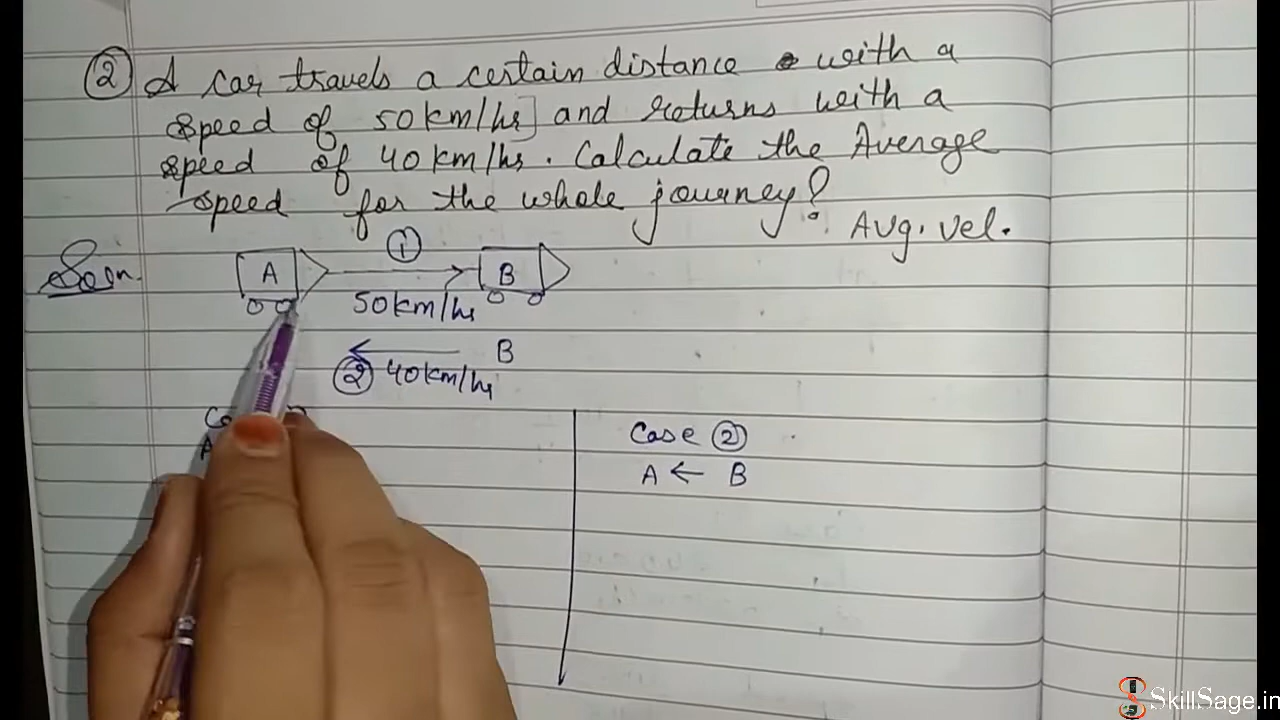 ② A car travels a certain distance with a
speed of 50km/hr and returns with a
speed of 40km/hr. Calculate the Average
speed for the whole journey?
Avg. vel.
Soln.
A ① B
50km/hr
B
② 40km/hr
Case ②
A ← B
SkillSage.in